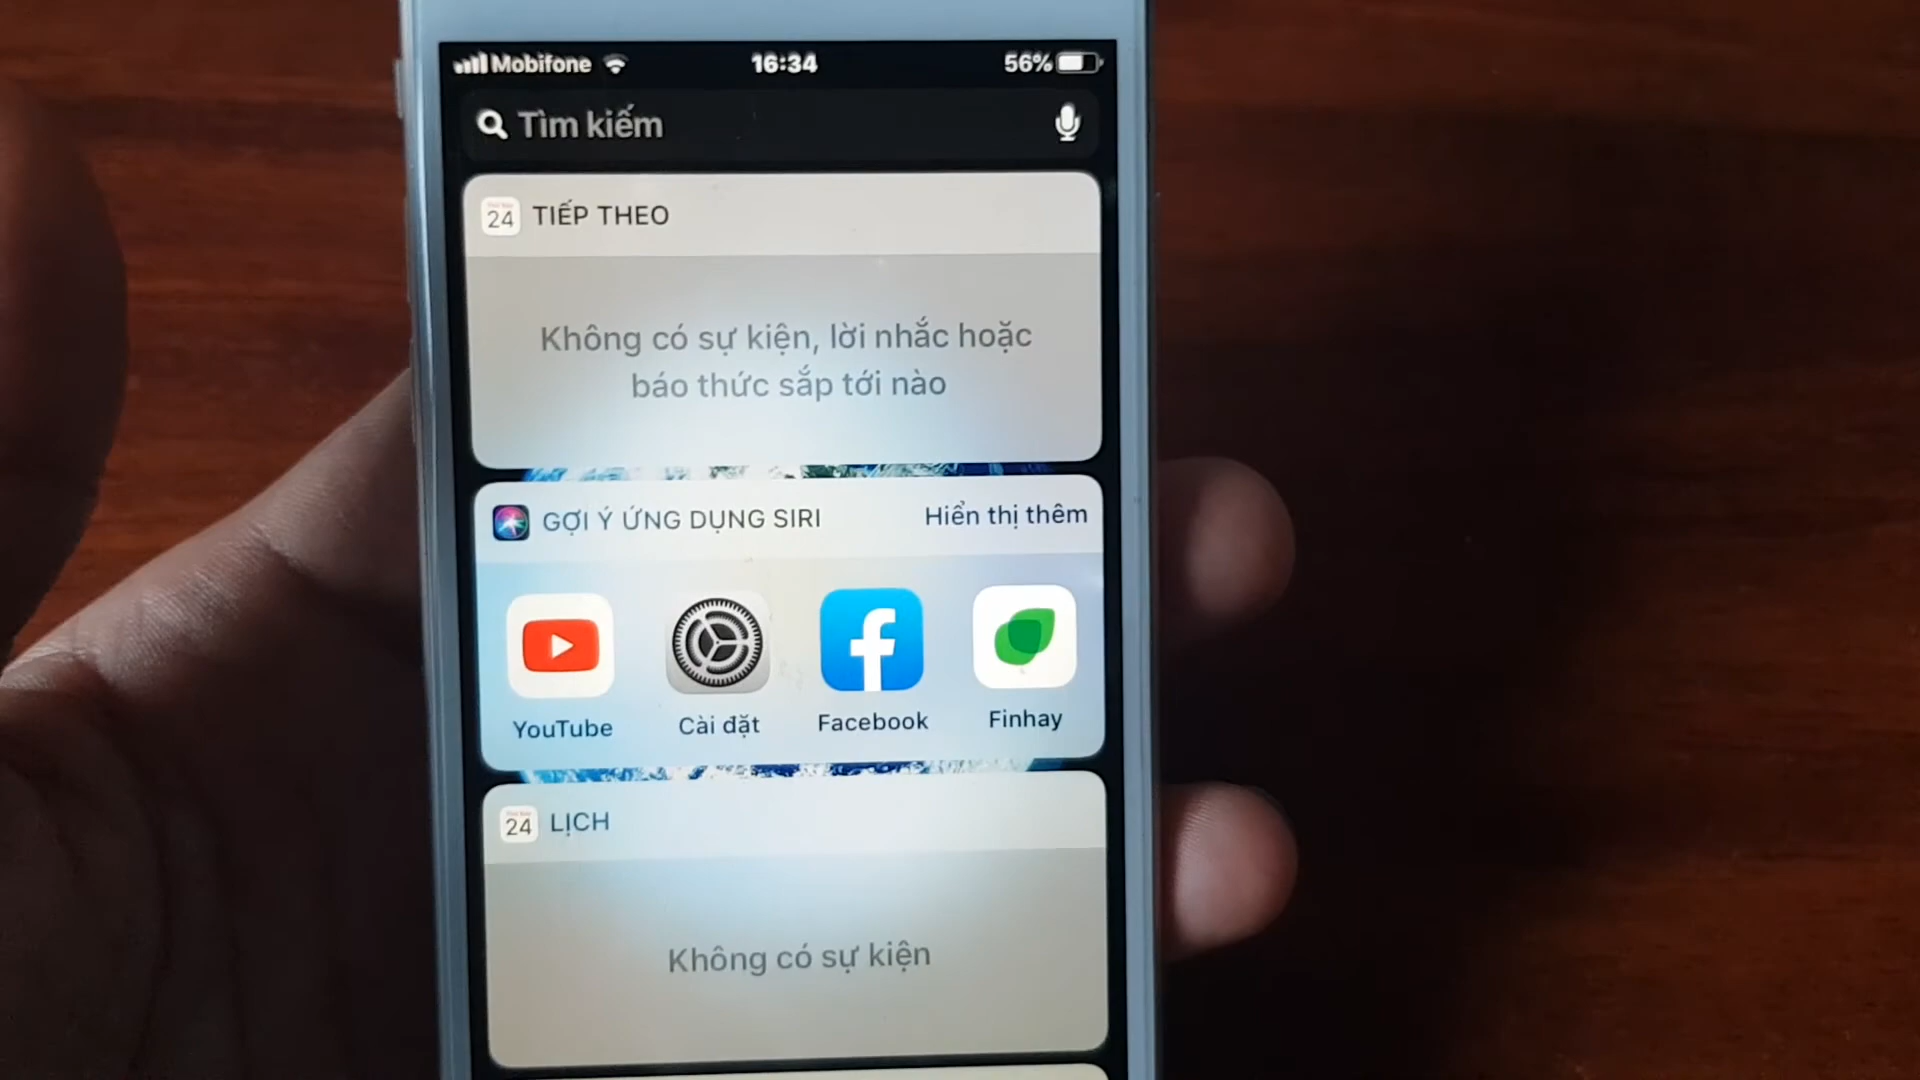 Mobifone 16:34 56%
Tìm kiếm
24 TIẾP THEO
Không có sự kiện, lời nhắc hoặc
báo thức sắp tới nào
GỢI Ý ỨNG DỤNG SIRI Hiển thị thêm
YouTube Cài đặt Facebook Finhay
24 LỊCH
Không có sự kiện